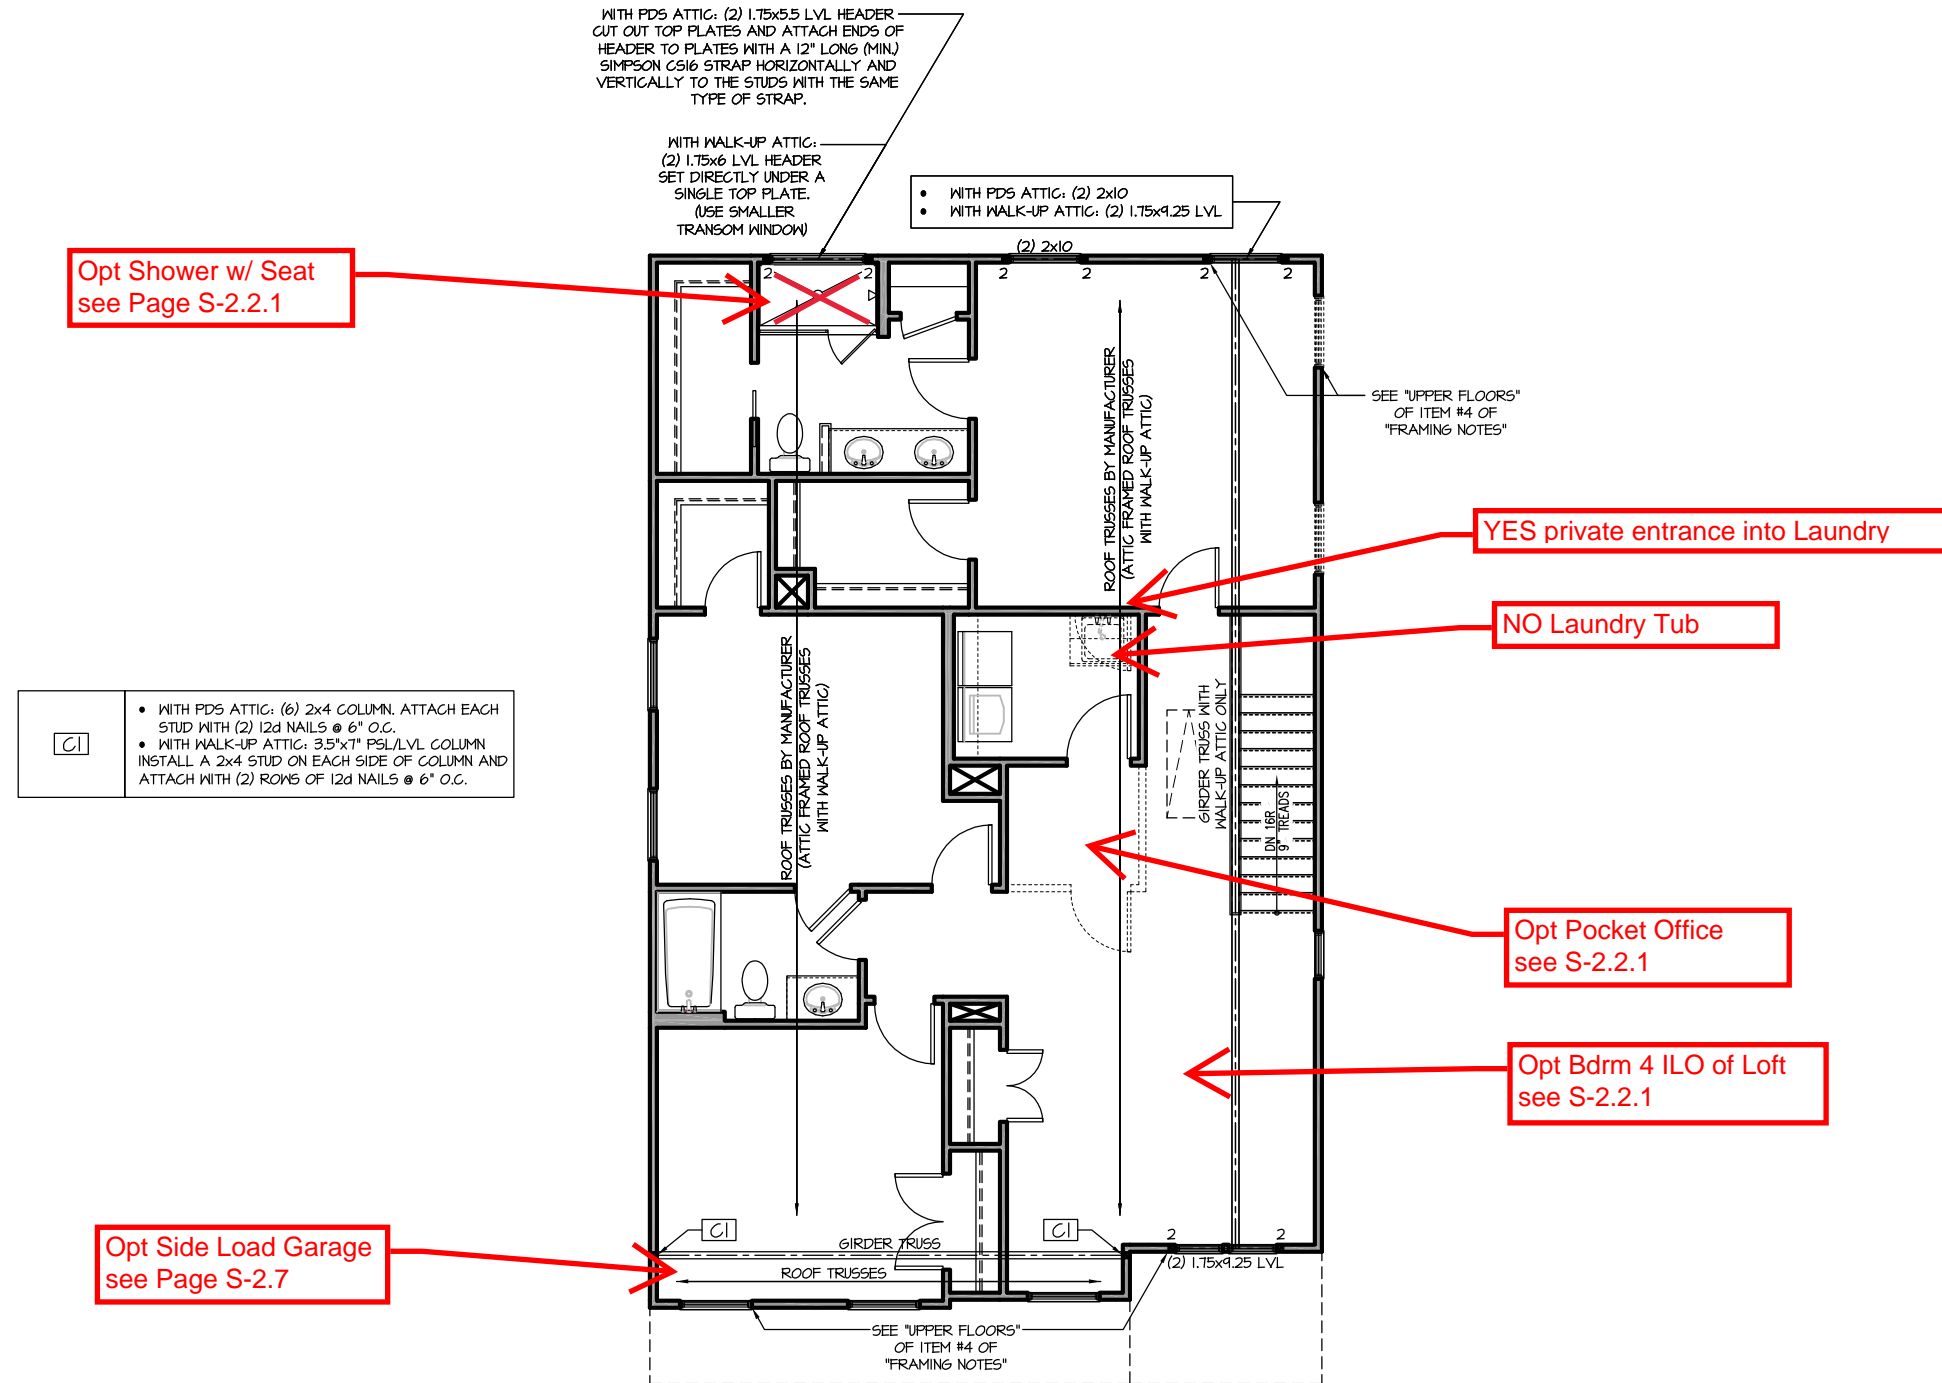 WITH PDS ATTIC: (2) 1.75x5.5 LVL HEADER
CUT OUT TOP PLATES AND ATTACH ENDS OF
HEADER TO PLATES WITH A 12" LONG (MIN.)
SIMPSON CS16 STRAP HORIZONTALLY AND
VERTICALLY TO THE STUDS WITH THE SAME
TYPE OF STRAP.
WITH WALK-UP ATTIC:
(2) 1.75x6 LVL HEADER
SET DIRECTLY UNDER A
SINGLE TOP PLATE.
(USE SMALLER
TRANSOM WINDOW)
• WITH PDS ATTIC: (2) 2x10
• WITH WALK-UP ATTIC: (2) 1.75x9.25 LVL
(2) 2x10
2 2 2 2 2 2
Opt Shower w/ Seat
see Page S-2.2.1
ROOF TRUSSES BY MANUFACTURER
(ATTIC FRAMED ROOF TRUSSES
WITH WALK-UP ATTIC)
SEE "UPPER FLOORS"
OF ITEM #4 OF
"FRAMING NOTES"
YES private entrance into Laundry
NO Laundry Tub
ROOF TRUSSES BY MANUFACTURER
(ATTIC FRAMED ROOF TRUSSES
WITH WALK-UP ATTIC)
GIRDER TRUSS WITH
WALK-UP ATTIC ONLY
C1
• WITH PDS ATTIC: (6) 2x4 COLUMN. ATTACH EACH
STUD WITH (2) 12d NAILS @ 6" O.C.
• WITH WALK-UP ATTIC: 3.5"x7" PSL/LVL COLUMN
INSTALL A 2x4 STUD ON EACH SIDE OF COLUMN AND
ATTACH WITH (2) ROWS OF 12d NAILS @ 6" O.C.
DN 16R
9" TREADS
Opt Pocket Office
see S-2.2.1
Opt Bdrm 4 ILO of Loft
see S-2.2.1
Opt Side Load Garage
see Page S-2.7
C1
C1
2 2
GIRDER TRUSS
(2) 1.75x9.25 LVL
ROOF TRUSSES
SEE "UPPER FLOORS"
OF ITEM #4 OF
"FRAMING NOTES"